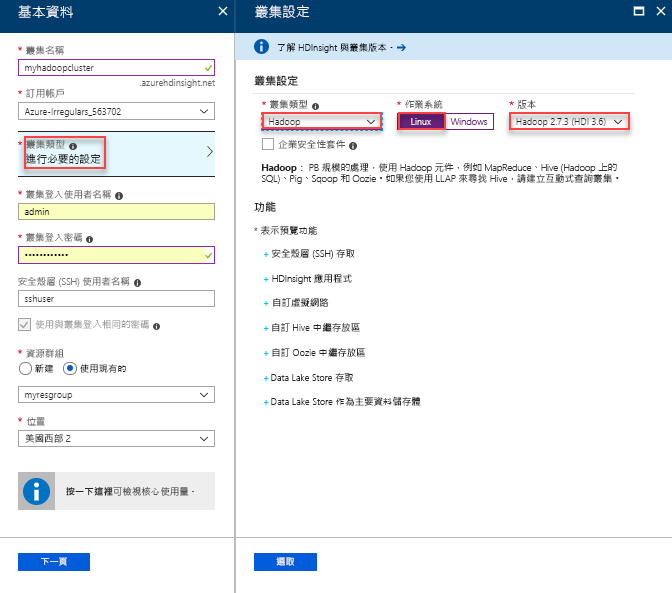 基本資料
* 叢集名稱
myhadoopcluster
.azurehdinsight.net
* 訂用帳戶
Azure-Irregulars_563702
* 叢集類型
進行必要的設定
* 叢集登入使用者名稱
admin
* 叢集登入密碼
••••••••••••
安全殼層 (SSH) 使用者名稱
sshuser
使用與叢集登入相同的密碼
* 資源群組
新建 使用現有的
myresgroup
* 位置
美國西部 2
按一下這裡可檢視核心使用量。
下一頁
叢集設定
了解 HDInsight 與叢集版本。→
叢集設定
* 叢集類型 * 作業系統 * 版本
Hadoop Linux Windows Hadoop 2.7.3 (HDI 3.6)
企業安全性套件
Hadoop： PB 規模的處理，使用 Hadoop 元件，例如 MapReduce、Hive (Hadoop 上的
SQL)、Pig、Sqoop 和 Oozie。如果您使用 LLAP 來尋找 Hive，請建立互動式查詢叢集。
功能
* 表示預覽功能
+ 安全殼層 (SSH) 存取
+ HDInsight 應用程式
+ 自訂虛擬網路
+ 自訂 Hive 中繼存放區
+ 自訂 Oozie 中繼存放區
+ Data Lake Store 存取
+ Data Lake Store 作為主要資料儲存體
選取